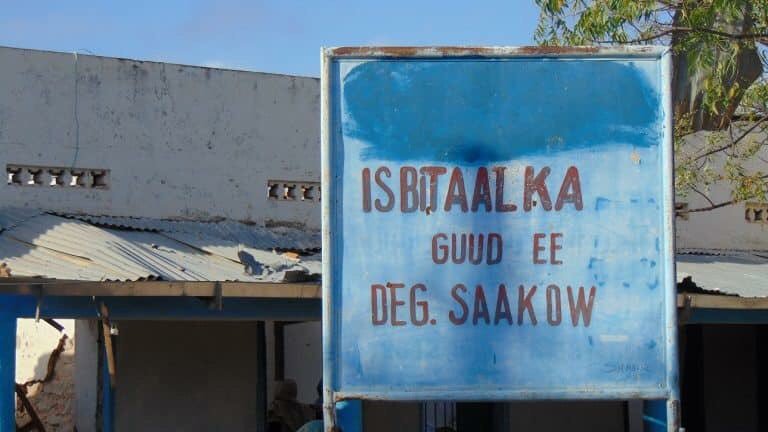 ISBITAALKA
GUUD EE
DEG. SAAKOW